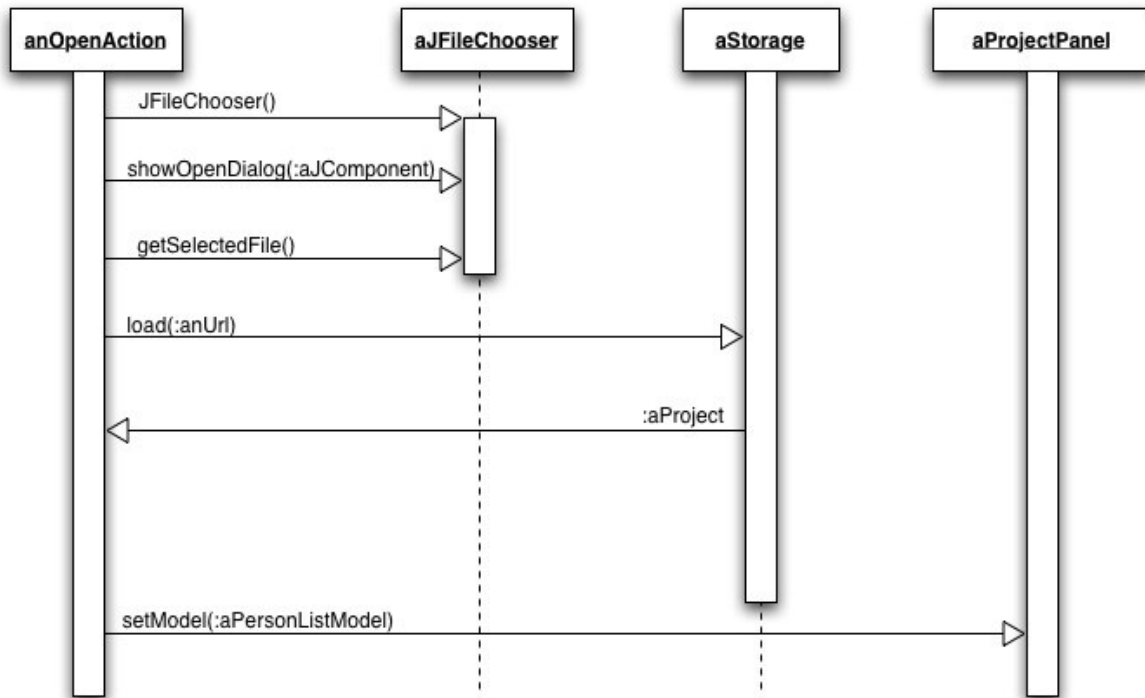 anOpenAction
aJFileChooser
aStorage
aProjectPanel
JFileChooser()
showOpenDialog(:aJComponent)
getSelectedFile()
load(:anUrl)
:aProject
setModel(:aPersonListModel)